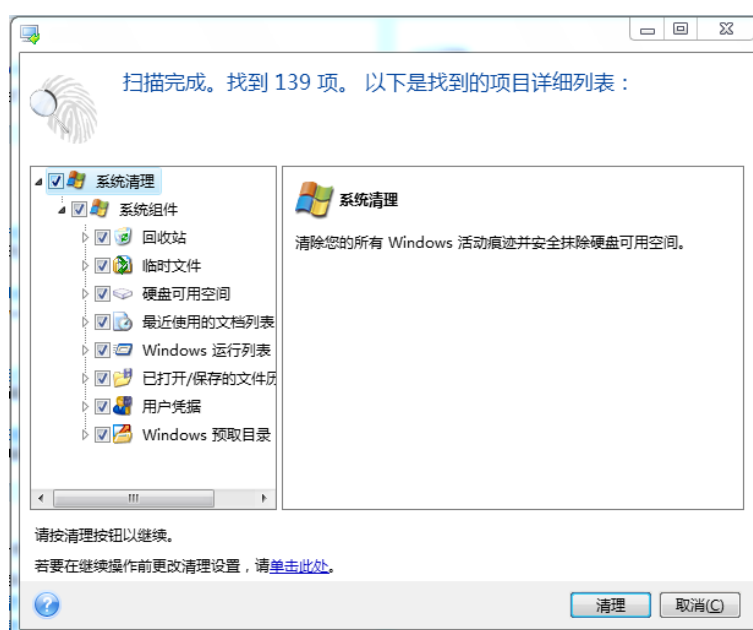 扫描完成。找到 139 项。 以下是找到的项目详细列表：
系统清理
系统组件
回收站
临时文件
硬盘可用空间
最近使用的文档列表
Windows 运行列表
已打开/保存的文件历
用户凭据
Windows 预取目录
系统清理
清除您的所有 Windows 活动痕迹并安全抹除硬盘可用空间。
请按清理按钮以继续。
若要在继续操作前更改清理设置，请单击此处。
清理
取消(C)